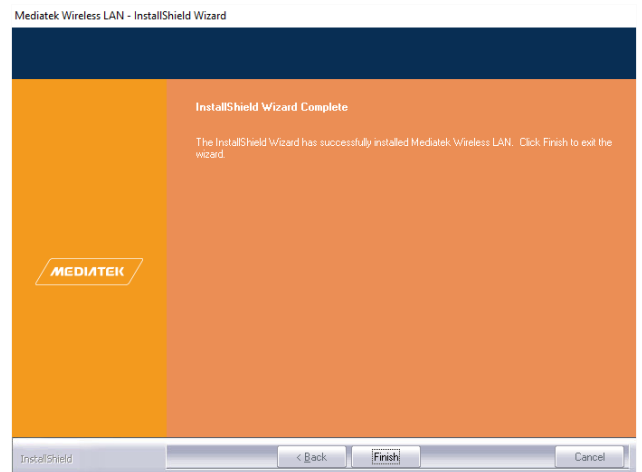 Mediatek Wireless LAN - InstallShield Wizard
InstallShield Wizard Complete
The InstallShield Wizard has successfully installed Mediatek Wireless LAN. Click Finish to exit the
wizard.
MEDIATEK
InstallShield
< Back
Finish
Cancel